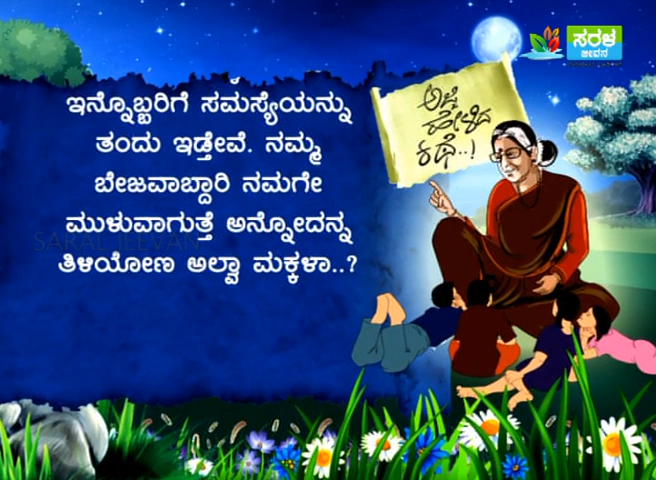 ಸರಳ
ಜೀವನ
ಅಜ್ಜಿ
ಹೇಳಿದ
ಕಥೆ..!
ಇನ್ನೊಬ್ಬರಿಗೆ ಸಮಸ್ಯೆಯನ್ನು
ತಂದು ಇಡ್ತೇವೆ. ನಮ್ಮ
ಬೇಜವಾಬ್ದಾರಿ ನಮಗೇ
ಮುಳುವಾಗುತ್ತೆ ಅನ್ನೋದನ್ನ
ತಿಳಿಯೋಣ ಅಲ್ವಾ ಮಕ್ಕಳಾ..?
SARAL JEEVAN